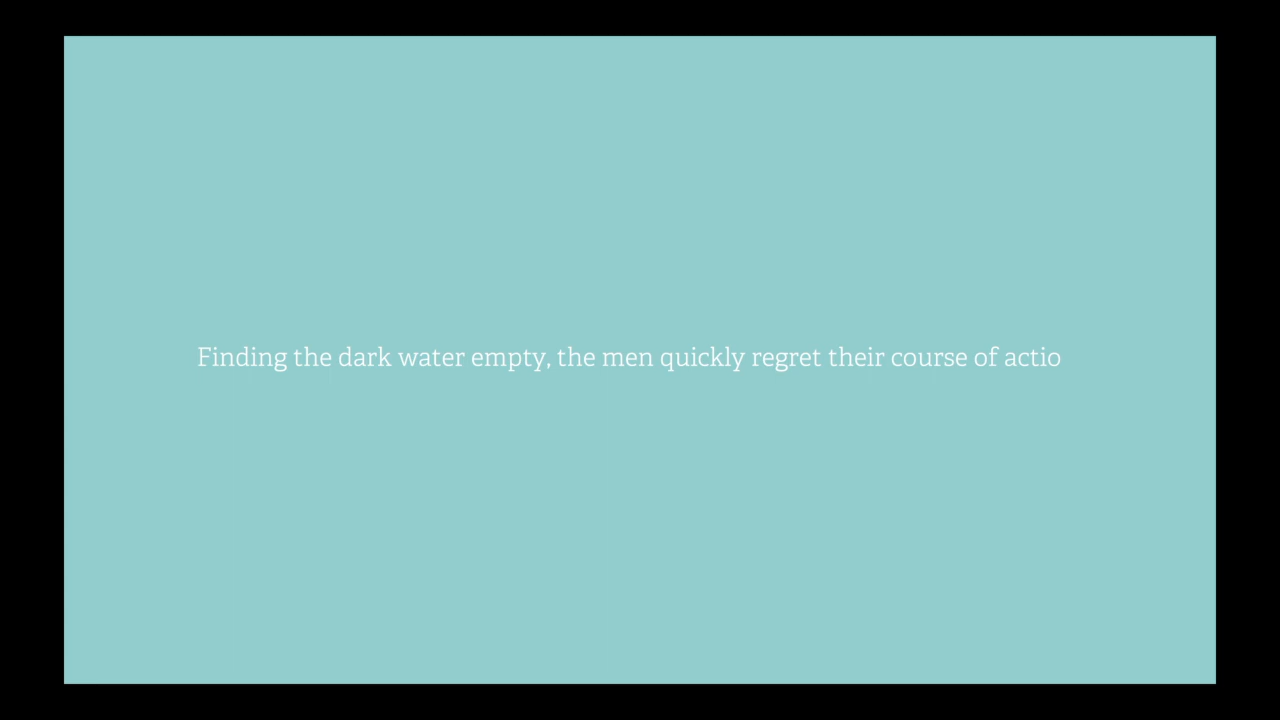 Finding the dark water empty, the men quickly regret their course of actio